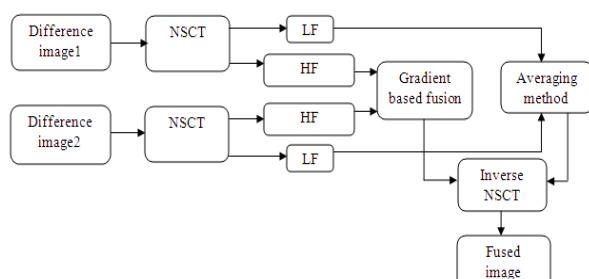 Difference
image1
NSCT
LF
HF
Gradient
based fusion
Averaging
method
Difference
image2
NSCT
HF
LF
Inverse
NSCT
Fused
image